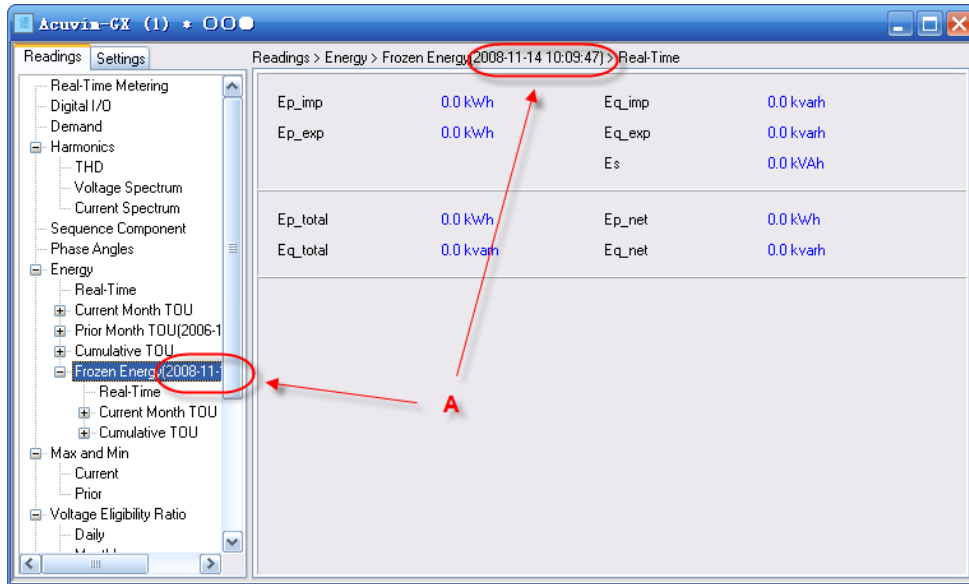 Acuvim-GX (1) * ○○●
Readings Settings
Readings > Energy > Frozen Energy(2008-11-14 10:09:47) > Real-Time
Real-Time Metering
Digital I/O
Demand
Harmonics
THD
Voltage Spectrum
Current Spectrum
Sequence Component
Phase Angles
Energy
Real-Time
Current Month TOU
Prior Month TOU(2006-1
Cumulative TOU
Frozen Energy(2008-11-
Real-Time
Current Month TOU
Cumulative TOU
Max and Min
Current
Prior
Voltage Eligibility Ratio
Daily
Ep_imp 0.0 kWh Eq_imp 0.0 kvarh
Ep_exp 0.0 kWh Eq_exp 0.0 kvarh
Es 0.0 kVAh
Ep_total 0.0 kWh Ep_net 0.0 kWh
Eq_total 0.0 kvarh Eq_net 0.0 kvarh
A